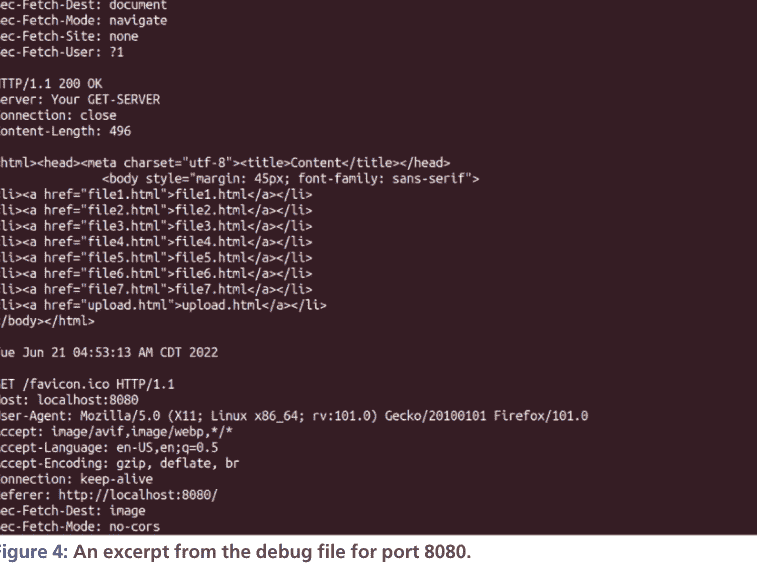 ec-Fetch-Dest: document
ec-Fetch-Mode: navigate
ec-Fetch-Site: none
ec-Fetch-User: ?1
TTP/1.1 200 OK
erver: Your GET-SERVER
onnection: close
ontent-Length: 496
html><head><meta charset="utf-8"><title>Content</title></head>
<body style="margin: 45px; font-family: sans-serif">
li><a href="file1.html">file1.html</a></li>
li><a href="file2.html">file2.html</a></li>
li><a href="file3.html">file3.html</a></li>
li><a href="file4.html">file4.html</a></li>
li><a href="file5.html">file5.html</a></li>
li><a href="file6.html">file6.html</a></li>
li><a href="file7.html">file7.html</a></li>
li><a href="upload.html">upload.html</a></li>
/body></html>
ue Jun 21 04:53:13 AM CDT 2022
ET /favicon.ico HTTP/1.1
ost: localhost:8080
ser-Agent: Mozilla/5.0 (X11; Linux x86_64; rv:101.0) Gecko/20100101 Firefox/101.0
ccept: image/avif,image/webp,*/*
ccept-Language: en-US,en;q=0.5
ccept-Encoding: gzip, deflate, br
onnection: keep-alive
eferer: http://localhost:8080/
ec-Fetch-Dest: image
ec-Fetch-Mode: no-cors
igure 4: An excerpt from the debug file for port 8080.